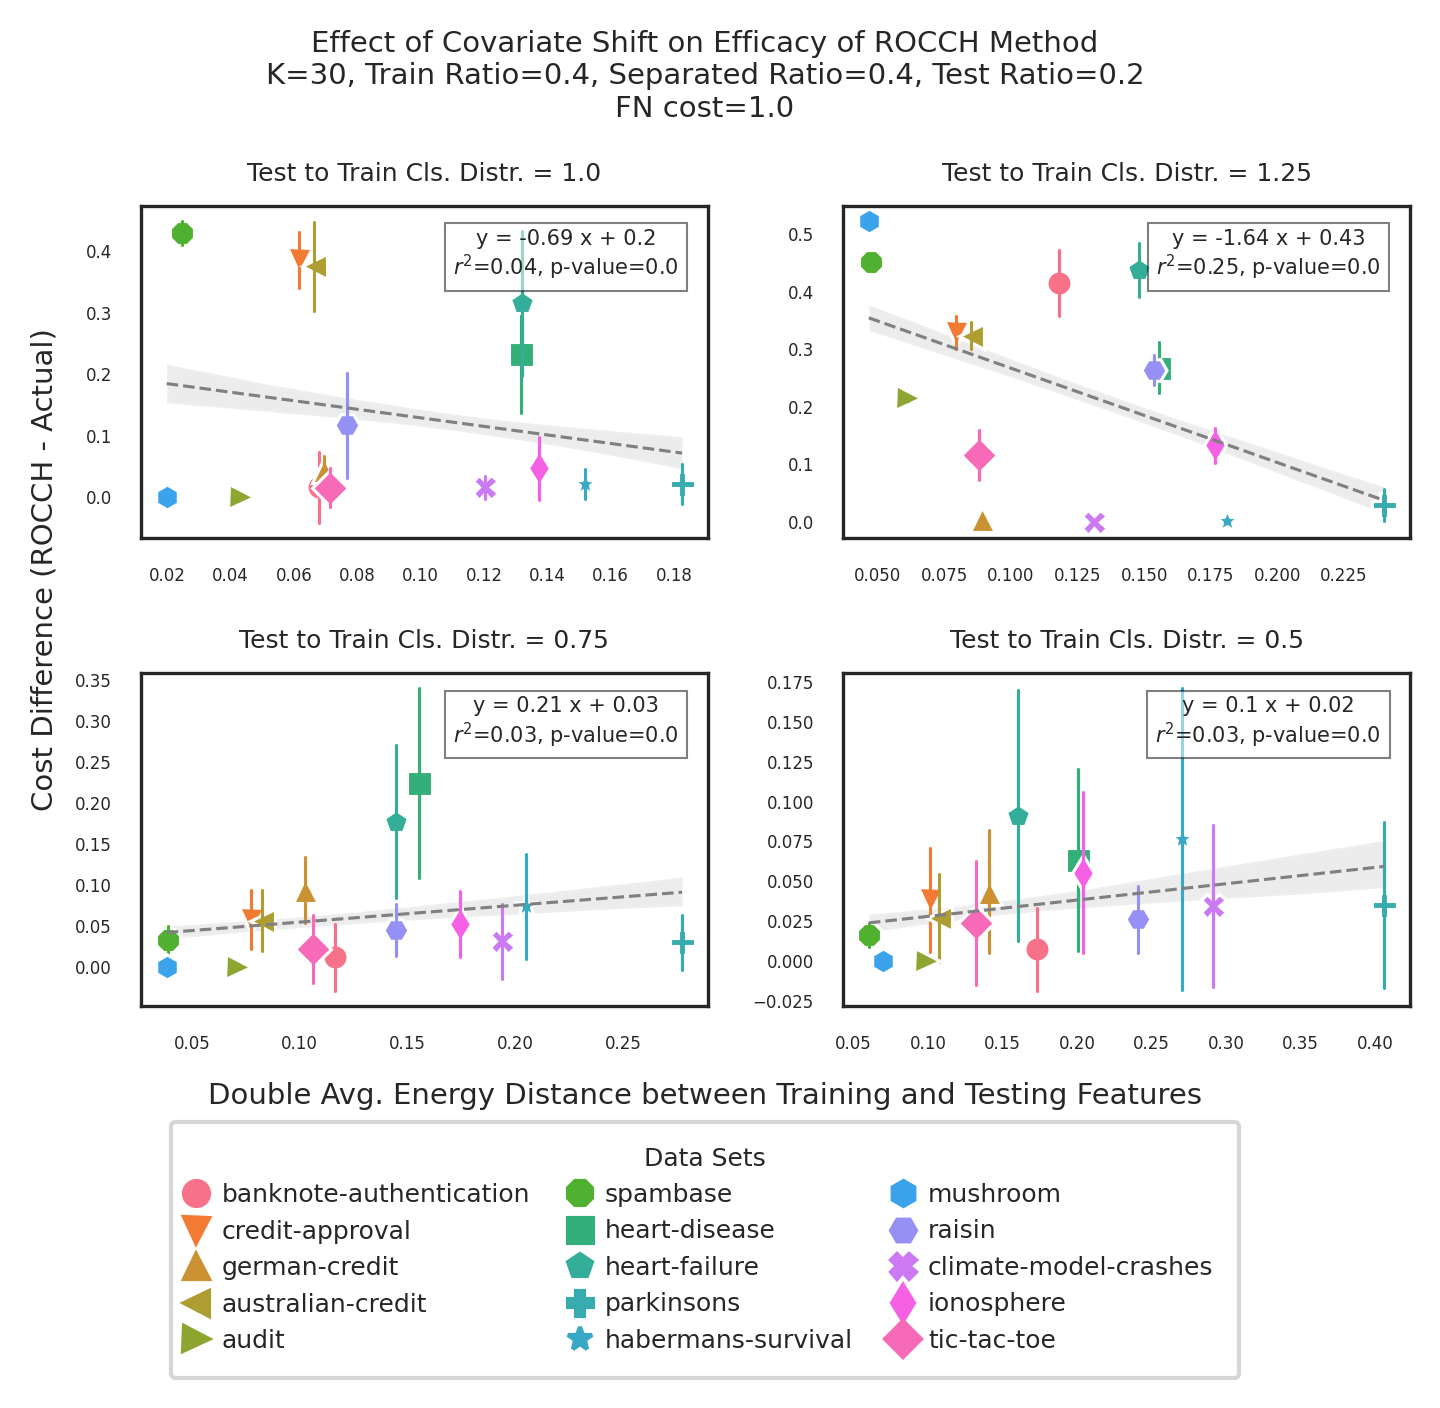 Effect of Covariate Shift on Efficacy of ROCCH Method
K=30, Train Ratio=0.4, Separated Ratio=0.4, Test Ratio=0.2
FN cost=1.0
Cost Difference (ROCCH - Actual)
Test to Train Cls. Distr. = 1.0
y = -0.69 x + 0.2
r²=0.04, p-value=0.0
0.4
0.3
0.2
0.1
0.0
0.02 0.04 0.06 0.08 0.10 0.12 0.14 0.16 0.18
Test to Train Cls. Distr. = 1.25
y = -1.64 x + 0.43
r²=0.25, p-value=0.0
0.5
0.4
0.3
0.2
0.1
0.0
0.050 0.075 0.100 0.125 0.150 0.175 0.200 0.225
Test to Train Cls. Distr. = 0.75
y = 0.21 x + 0.03
r²=0.03, p-value=0.0
0.35
0.30
0.25
0.20
0.15
0.10
0.05
0.00
0.05 0.10 0.15 0.20 0.25
Test to Train Cls. Distr. = 0.5
y = 0.1 x + 0.02
r²=0.03, p-value=0.0
0.175
0.150
0.125
0.100
0.075
0.050
0.025
0.000
−0.025
0.05 0.10 0.15 0.20 0.25 0.30 0.35 0.40
Double Avg. Energy Distance between Training and Testing Features
Data Sets
banknote-authentication
credit-approval
german-credit
australian-credit
audit
spambase
heart-disease
heart-failure
parkinsons
habermans-survival
mushroom
raisin
climate-model-crashes
ionosphere
tic-tac-toe